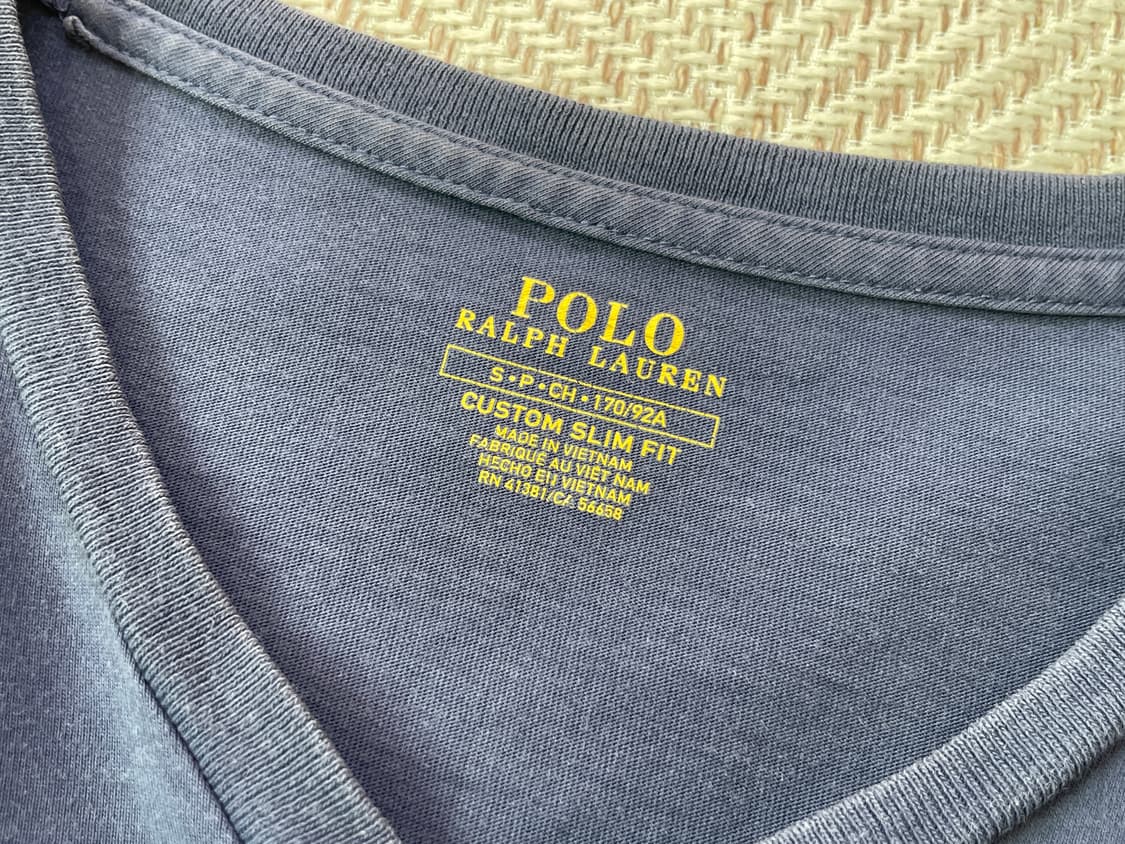 POLO
RALPH LAUREN
S•P•CH•170/92A
CUSTOM SLIM FIT
MADE IN VIETNAM
FABRIQUÉ AU VIET NAM
HECHO EN VIETNAM
RN 41381/CA 56658